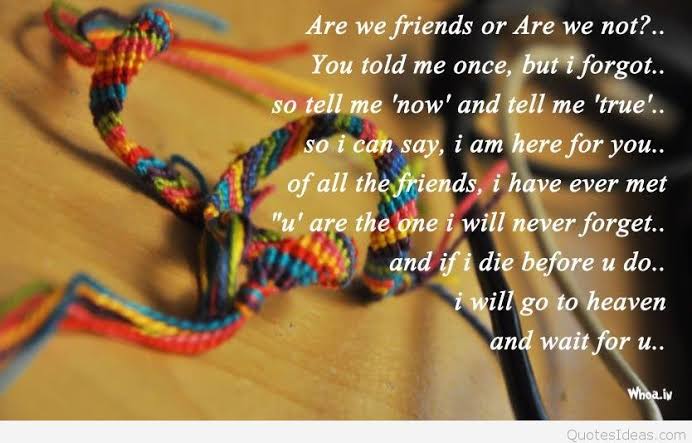 Are we friends or Are we not?..
You told me once, but i forgot..
so tell me 'now' and tell me 'true'..
so i can say, i am here for you..
of all the friends, i have ever met
"u' are the one i will never forget..
and if i die before u do..
i will go to heaven
and wait for u..
Whoa.in
QuotesIdeas.com